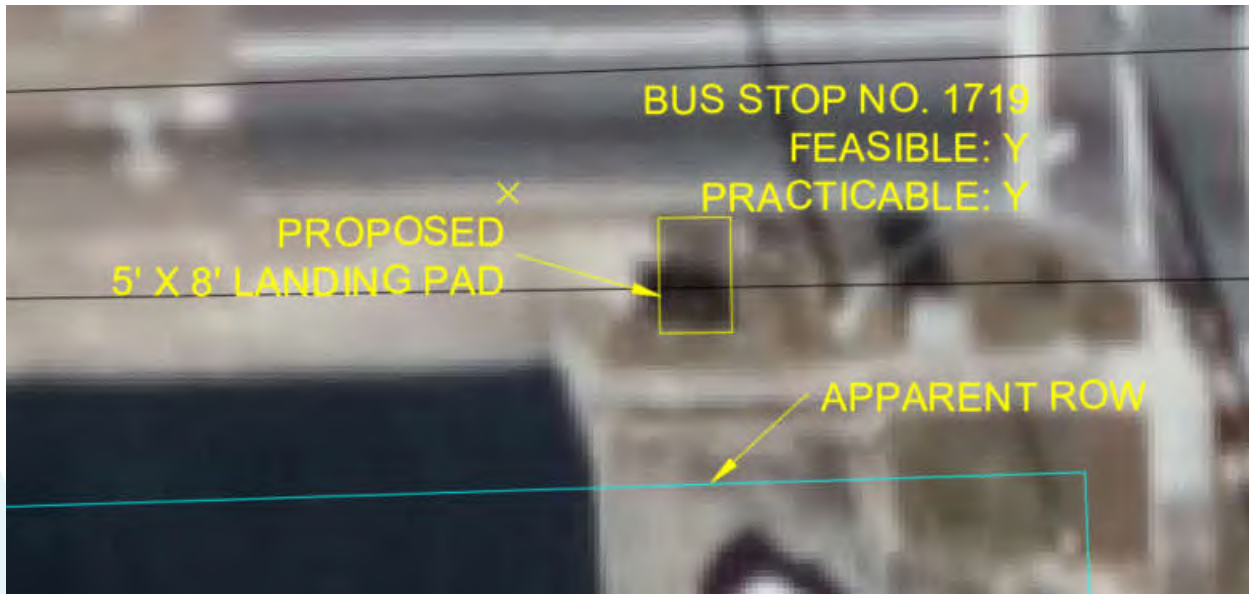 BUS STOP NO. 1719
FEASIBLE: Y
PRACTICABLE: Y
PROPOSED
5' X 8' LANDING PAD
APPARENT ROW